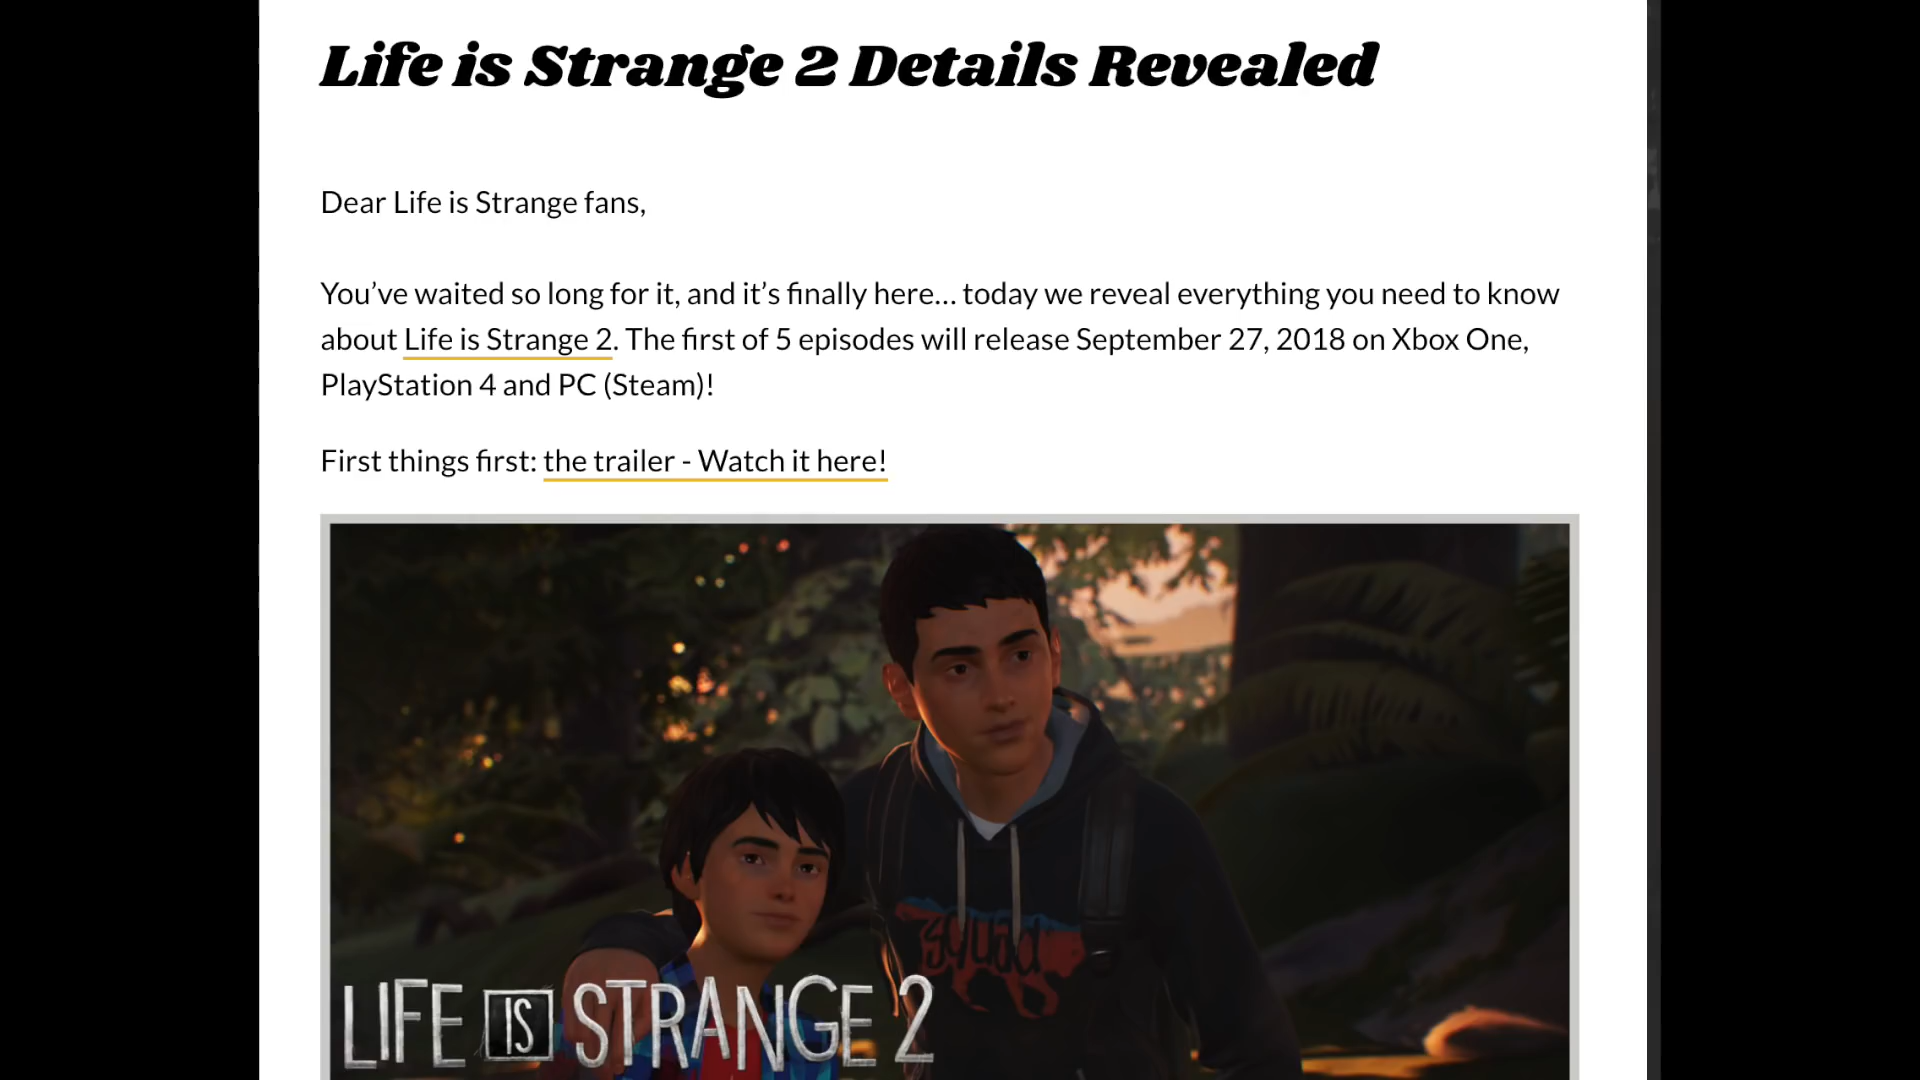 Life is Strange 2 Details Revealed
Dear Life is Strange fans,
You’ve waited so long for it, and it’s finally here… today we reveal everything you need to know
about Life is Strange 2. The first of 5 episodes will release September 27, 2018 on Xbox One,
PlayStation 4 and PC (Steam)!
First things first: the trailer - Watch it here!
squad
LIFE IS STRANGE 2